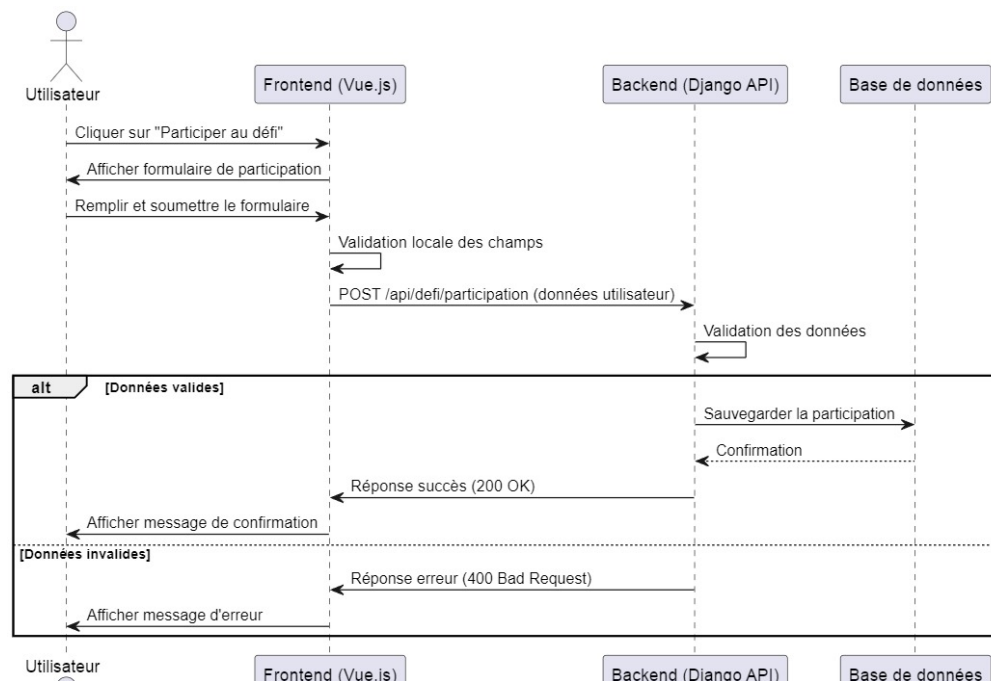 Utilisateur
Frontend (Vue.js)
Backend (Django API)
Base de données
Cliquer sur "Participer au défi"
Afficher formulaire de participation
Remplir et soumettre le formulaire
Validation locale des champs
POST /api/defi/participation (données utilisateur)
Validation des données
alt
[Données valides]
Sauvegarder la participation
Confirmation
Réponse succès (200 OK)
Afficher message de confirmation
[Données invalides]
Réponse erreur (400 Bad Request)
Afficher message d'erreur
Utilisateur
Frontend (Vue.js)
Backend (Django API)
Base de données